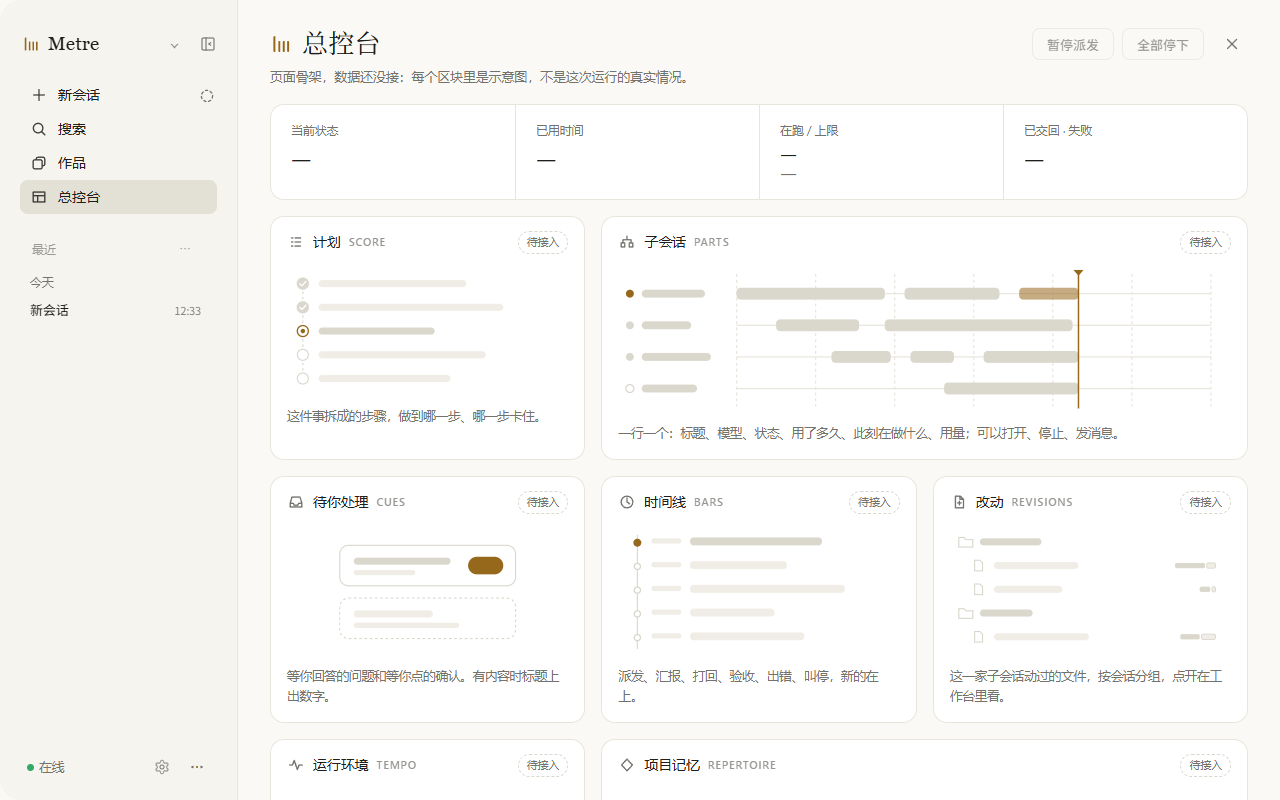 Metre
新会话
搜索
作品
总控台
最近
今天
新会话 12:33
在线
总控台
暂停派发
全部停下
页面骨架，数据还没接：每个区块里是示意图，不是这次运行的真实情况。
当前状态
—
已用时间
—
在跑 / 上限
—
—
已交回 · 失败
—
计划 SCORE 待接入
这件事拆成的步骤，做到哪一步、哪一步卡住。
子会话 PARTS 待接入
一行一个：标题、模型、状态、用了多久、此刻在做什么、用量；可以打开、停止、发消息。
待你处理 CUES 待接入
等你回答的问题和等你点的确认。有内容时标题上
出数字。
时间线 BARS 待接入
派发、汇报、打回、验收、出错、叫停，新的在
上。
改动 REVISIONS 待接入
这一家子会话动过的文件，按会话分组，点开在工
作台里看。
运行环境 TEMPO 待接入
项目记忆 REPERTOIRE 待接入